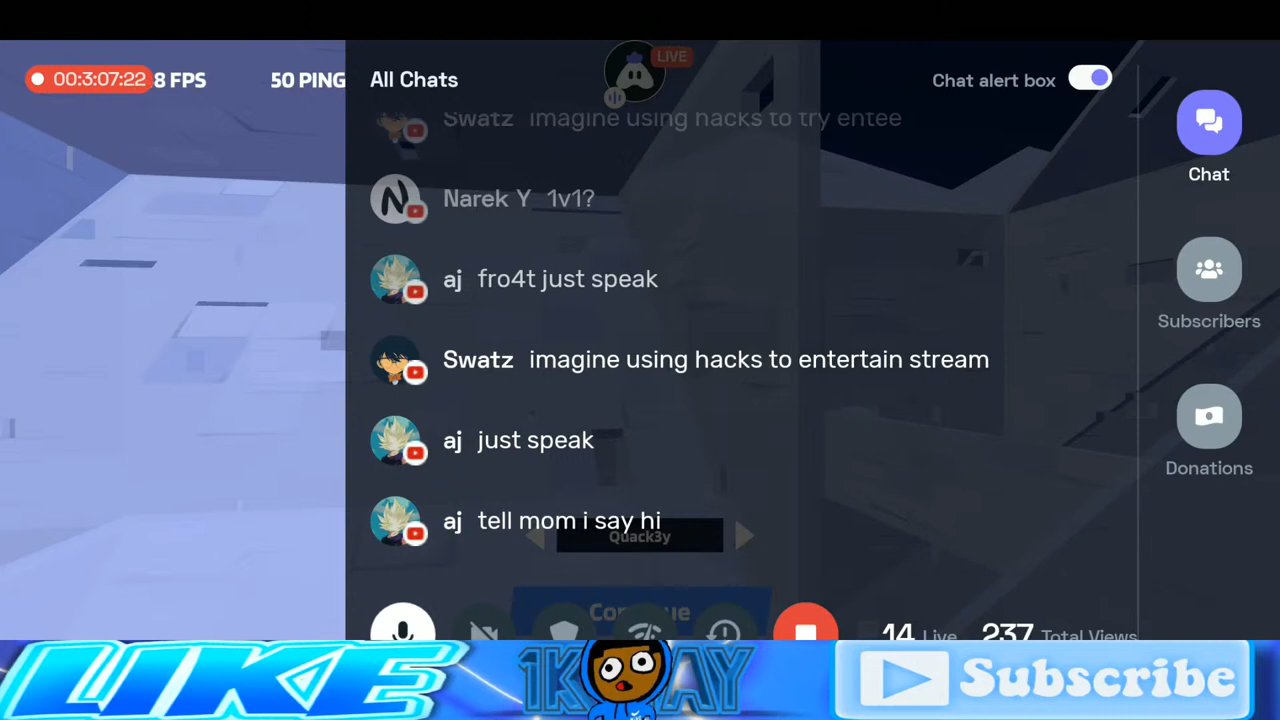 00:3:07:22 8 FPS 50 PING All Chats LIVE Chat alert box
Swatz imagine using hacks to try entee
Chat
Narek Y 1v1?
aj fro4t just speak
Subscribers
Swatz imagine using hacks to entertain stream
aj just speak
Donations
aj tell mom i say hi
Quack3y
14 Live 237 Total Views
LIKE Subscribe